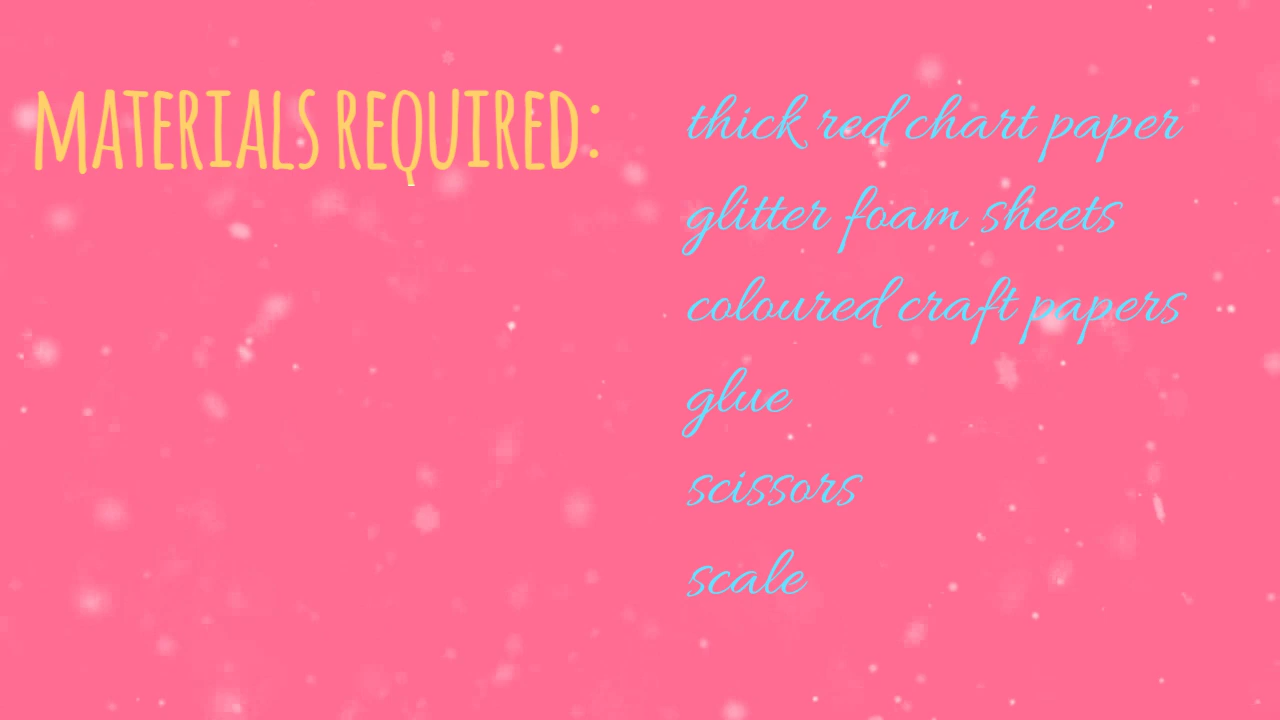 MATERIALS REQUIRED:
thick red chart paper
glitter foam sheets
coloured craft papers
glue
scissors
scale